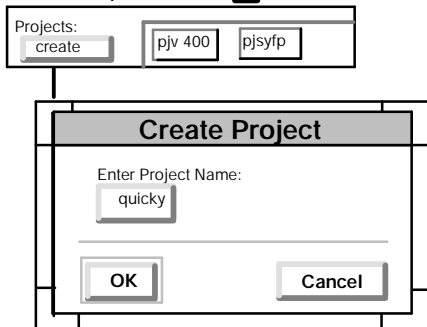 Projects:
create
pjv 400
pjsyfp
Create Project
Enter Project Name:
quicky
OK
Cancel